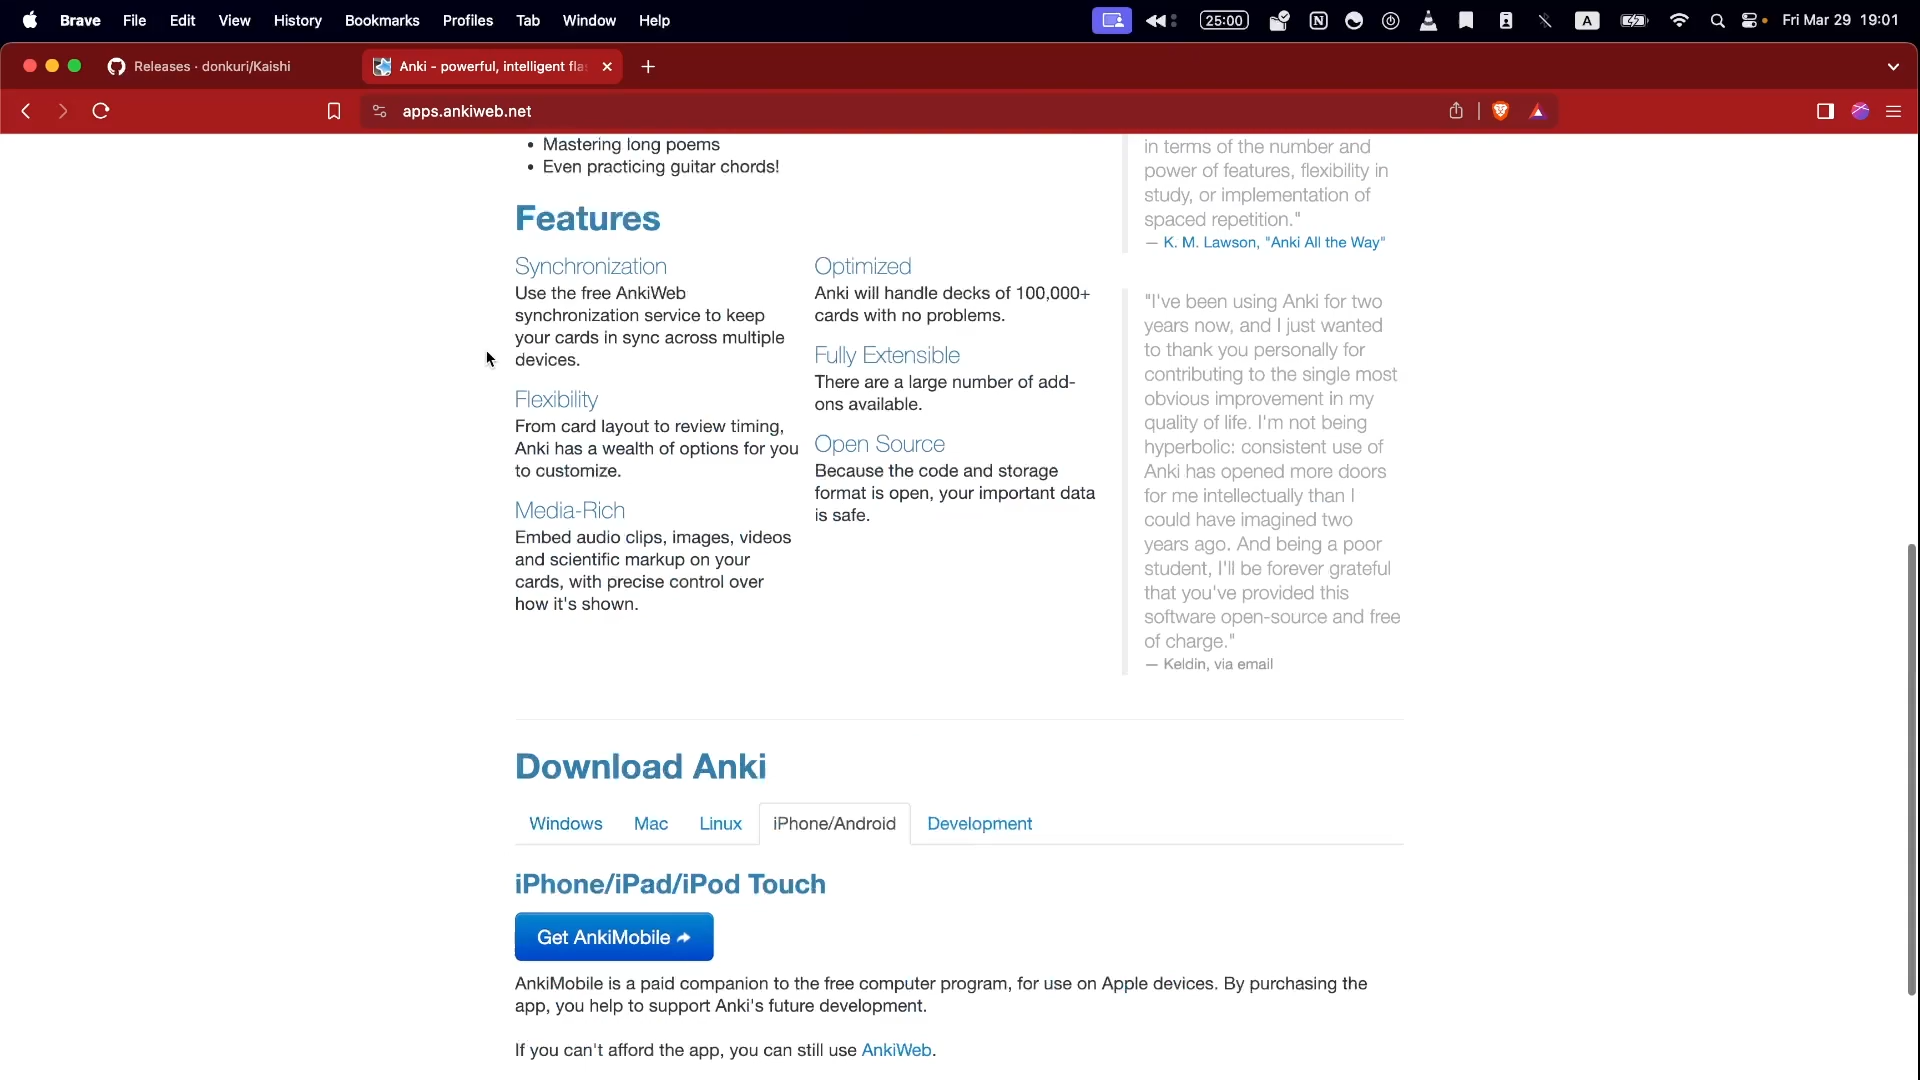 Brave File Edit View History Bookmarks Profiles Tab Window Help 25:00 A Fri Mar 29 19:01
Releases · donkuri/Kaishi
Anki - powerful, intelligent fla
apps.ankiweb.net
• Mastering long poems
• Even practicing guitar chords!
Features
Synchronization
Use the free AnkiWeb
synchronization service to keep
your cards in sync across multiple
devices.
Flexibility
From card layout to review timing,
Anki has a wealth of options for you
to customize.
Media-Rich
Embed audio clips, images, videos
and scientific markup on your
cards, with precise control over
how it's shown.
Optimized
Anki will handle decks of 100,000+
cards with no problems.
Fully Extensible
There are a large number of add-
ons available.
Open Source
Because the code and storage
format is open, your important data
is safe.
in terms of the number and
power of features, flexibility in
study, or implementation of
spaced repetition."
— K. M. Lawson, "Anki All the Way"
"I've been using Anki for two
years now, and I just wanted
to thank you personally for
contributing to the single most
obvious improvement in my
quality of life. I'm not being
hyperbolic: consistent use of
Anki has opened more doors
for me intellectually than I
could have imagined two
years ago. And being a poor
student, I'll be forever grateful
that you've provided this
software open-source and free
of charge."
— Keldin, via email
Download Anki
Windows Mac Linux iPhone/Android Development
iPhone/iPad/iPod Touch
Get AnkiMobile
AnkiMobile is a paid companion to the free computer program, for use on Apple devices. By purchasing the
app, you help to support Anki's future development.
If you can't afford the app, you can still use AnkiWeb.